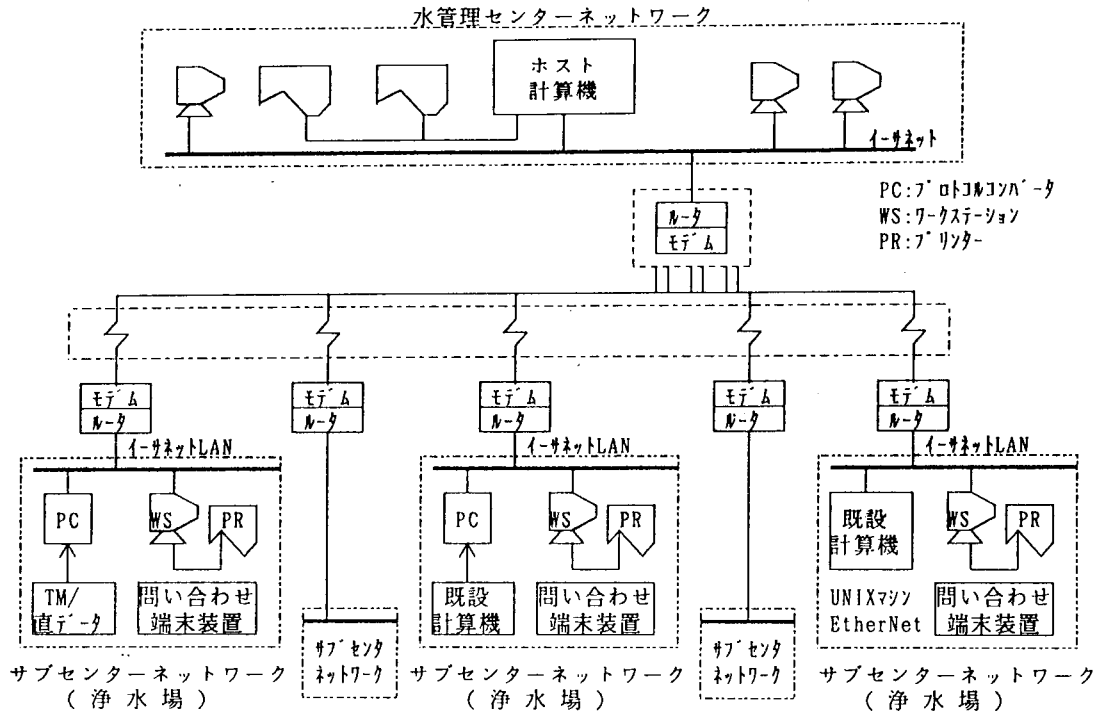 水管理センターネットワーク
ホスト
計算機
イーサネット
PC:プロトコルコンバータ
WS:ワークステーション
PR:プリンター
ルータ
モデム
モデム
ルータ
モデム
ルータ
モデム
ルータ
モデム
ルータ
モデム
ルータ
イーサネットLAN
イーサネットLAN
イーサネットLAN
PC
WS
PR
TM/
直データ
問い合わせ
端末装置
PC
WS
PR
既設
計算機
問い合わせ
端末装置
既設
計算機
WS
PR
UNIXマシン
EtherNet
問い合わせ
端末装置
サブセンターネットワーク
(浄水場)
サブセンタ
ネットワーク
サブセンターネットワーク
(浄水場)
サブセンタ
ネットワーク
サブセンターネットワーク
(浄水場)